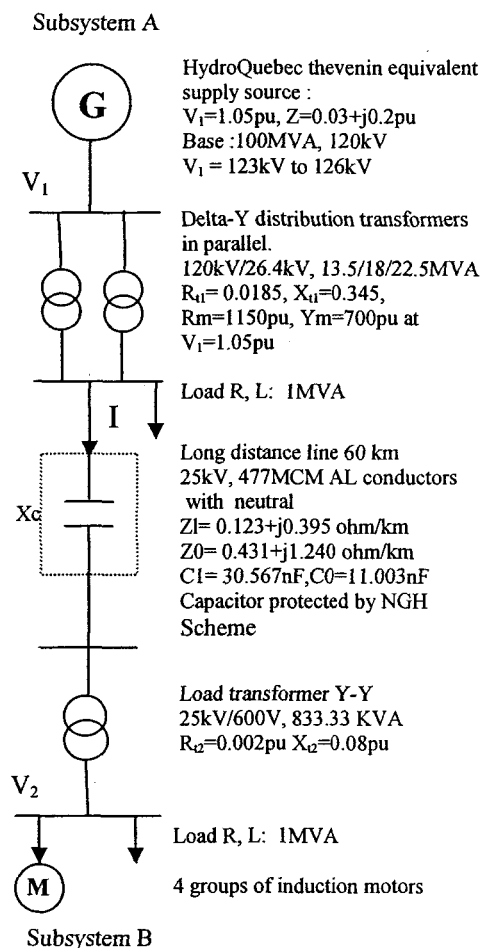 Subsystem A
G
HydroQuebec thevenin equivalent
supply source :
V₁=1.05pu, Z=0.03+j0.2pu
Base :100MVA, 120kV
V₁ = 123kV to 126kV
V₁
Delta-Y distribution transformers
in parallel.
120kV/26.4kV, 13.5/18/22.5MVA
Rt1= 0.0185, Xt1=0.345,
Rm=1150pu, Ym=700pu at
V₁=1.05pu
Load R, L: 1MVA
I
Xc
Long distance line 60 km
25kV, 477MCM AL conductors
with neutral
Zl= 0.123+j0.395 ohm/km
Z0= 0.431+j1.240 ohm/km
C1= 30.567nF,C0=11.003nF
Capacitor protected by NGH
Scheme
Load transformer Y-Y
25kV/600V, 833.33 KVA
Rt2=0.002pu Xt2=0.08pu
V₂
Load R, L: 1MVA
M
4 groups of induction motors
Subsystem B